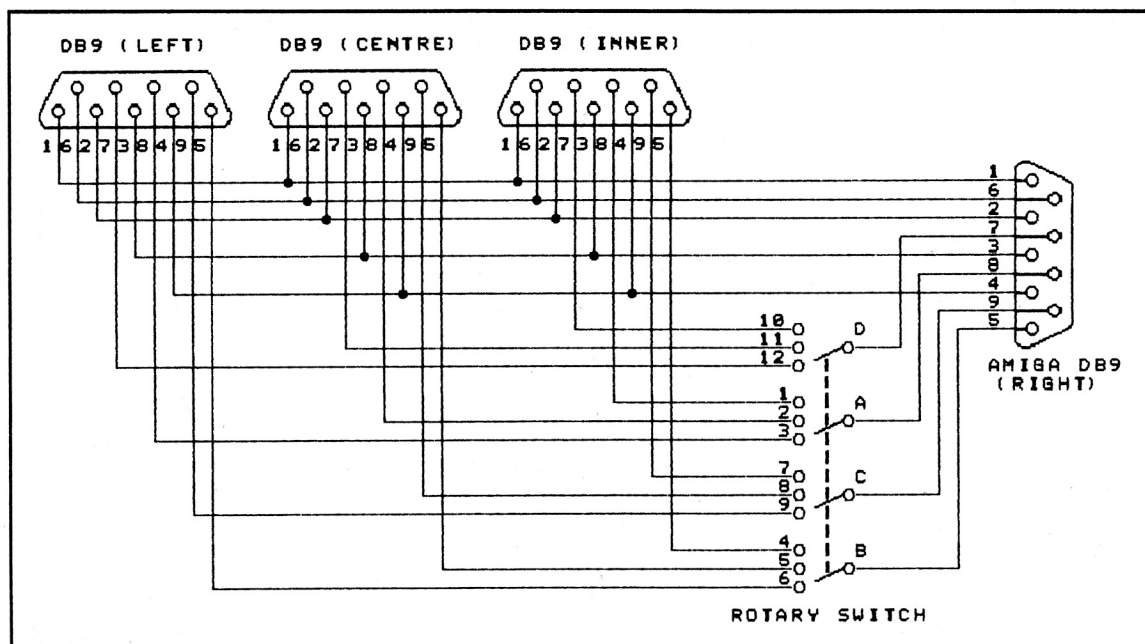 DB9 (LEFT)
DB9 (CENTRE)
DB9 (INNER)
1 6 2 7 3 8 4 9 5
1 6 2 7 3 8 4 9 5
1 6 2 7 3 8 4 9 5
1
6
2
7
3
8
4
9
5
AMIGA DB9
(RIGHT)
10
11
12
D
1
2
3
A
7
8
9
C
4
5
6
B
ROTARY SWITCH